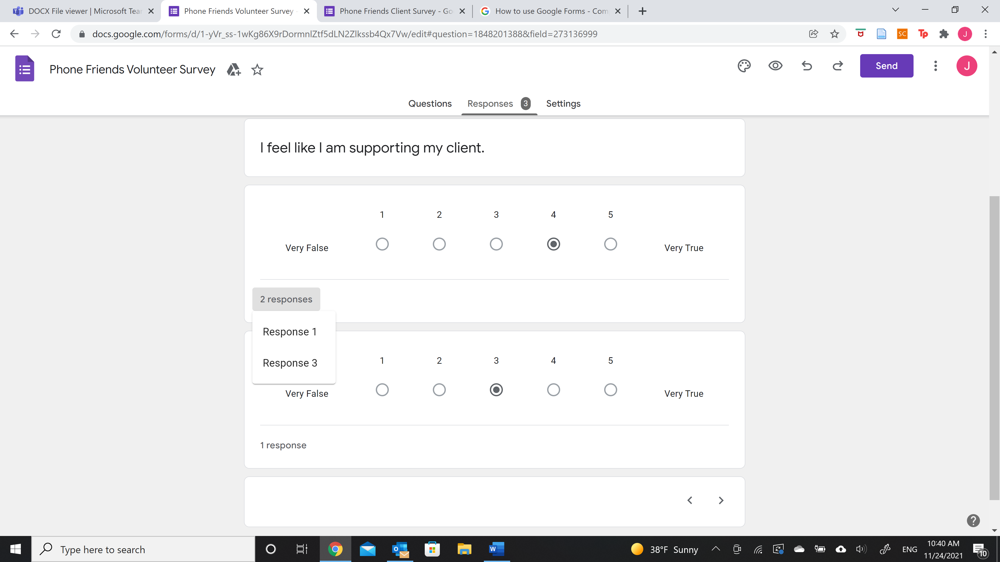 DOCX File viewer | Microsoft Tea
Phone Friends Volunteer Survey -
Phone Friends Client Survey - Go
How to use Google Forms - Com
docs.google.com/forms/d/1-yVr_ss-1wKg86X9rDormnlZtf5dLN2Zlkssb4Qx7Vw/edit#question=1848201388&field=273136999
SC
Tp
J
Phone Friends Volunteer Survey
Send
J
Questions
Responses 3
Settings
I feel like I am supporting my client.
1 2 3 4 5
Very False
Very True
2 responses
Response 1
Response 3
1 2 3 4 5
Very False
Very True
1 response
Type here to search
38°F Sunny
ENG
10:40 AM
11/24/2021
10